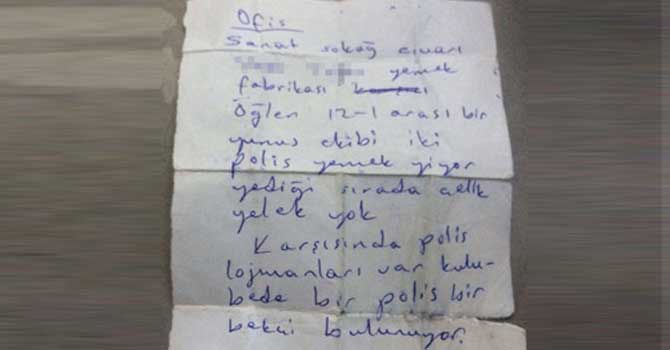 Ofis
Sanat sokağ civarı
yemek
fabrikası
Öğlen 12-1 arası bir
yunus ekibi iki
polis yemek yiyor
yediği sırada çelik
yelek yok
Karşısında polis
lojmanları var kulu-
bede bir polis bir
bekçi bulunuyor.